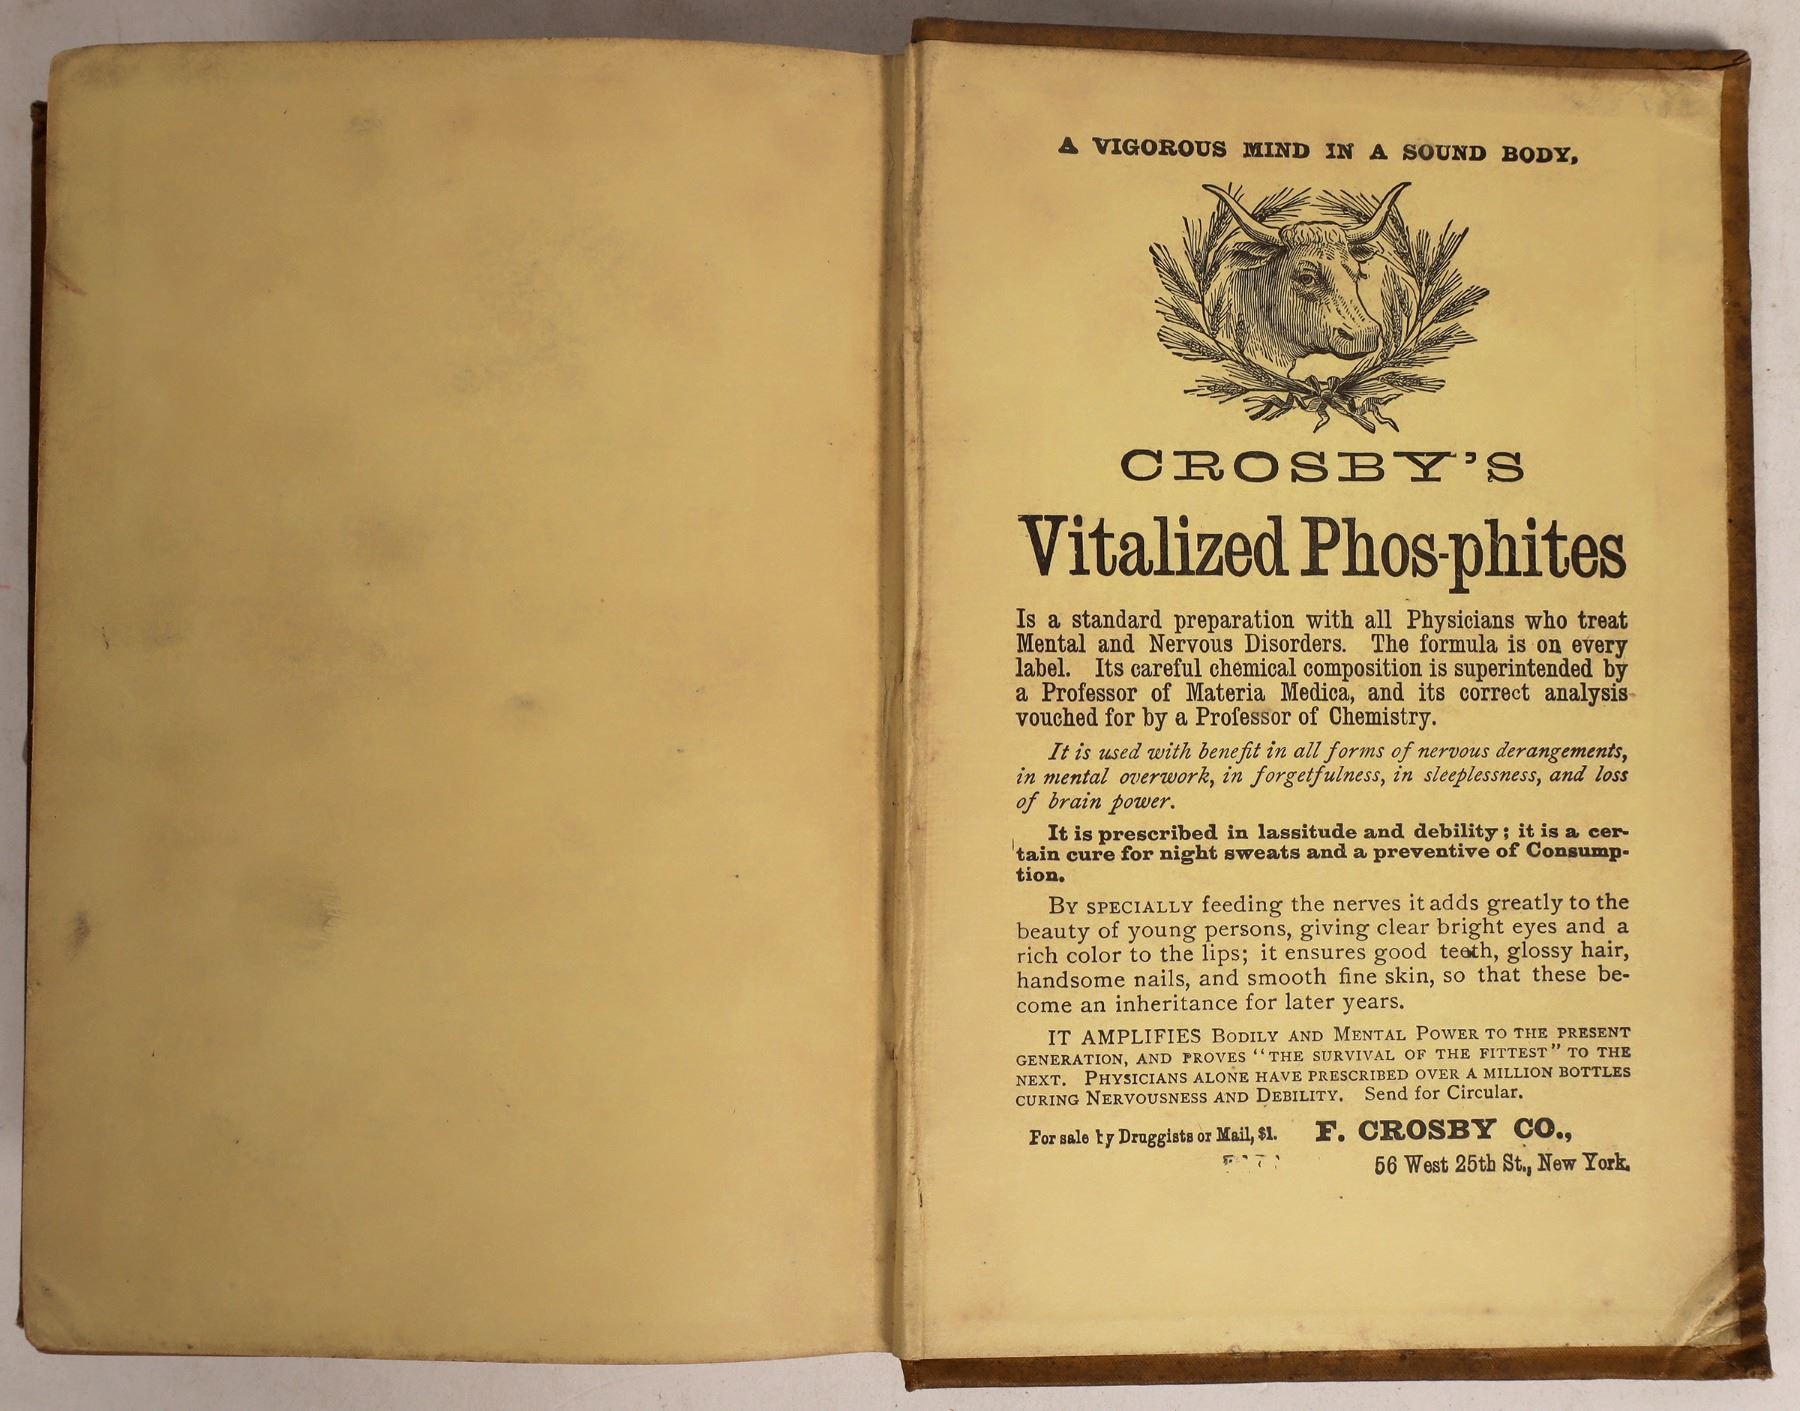 A VIGOROUS MIND IN A SOUND BODY,
CROSBY'S
Vitalized Phos-phites
Is a standard preparation with all Physicians who treat
Mental and Nervous Disorders. The formula is on every
label. Its careful chemical composition is superintended by
a Professor of Materia Medica, and its correct analysis
vouched for by a Professor of Chemistry.
It is used with benefit in all forms of nervous derangements,
in mental overwork, in forgetfulness, in sleeplessness, and loss
of brain power.
It is prescribed in lassitude and debility; it is a cer-
tain cure for night sweats and a preventive of Consump-
tion.
BY SPECIALLY feeding the nerves it adds greatly to the
beauty of young persons, giving clear bright eyes and a
rich color to the lips; it ensures good teeth, glossy hair,
handsome nails, and smooth fine skin, so that these be-
come an inheritance for later years.
IT AMPLIFIES BODILY AND MENTAL POWER TO THE PRESENT
GENERATION, AND PROVES "THE SURVIVAL OF THE FITTEST" TO THE
NEXT. PHYSICIANS ALONE HAVE PRESCRIBED OVER A MILLION BOTTLES
CURING NERVOUSNESS AND DEBILITY. Send for Circular.
For sale by Druggists or Mail, $1. F. CROSBY CO.,
56 West 25th St., New York.